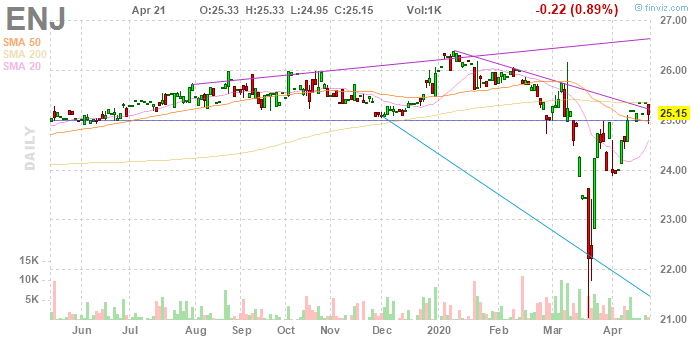 ENJ Apr 21 O:25.33 H:25.33 L:24.95 C:25.15 Vol:1K -0.22 (0.89%)
© finviz.com
SMA 50
SMA 200
SMA 20
DAILY
27.00
26.00
25.15
25.00
24.00
23.00
22.00
21.00
15K
10K
5K
Jun Jul Aug Sep Oct Nov Dec 2020 Feb Mar Apr